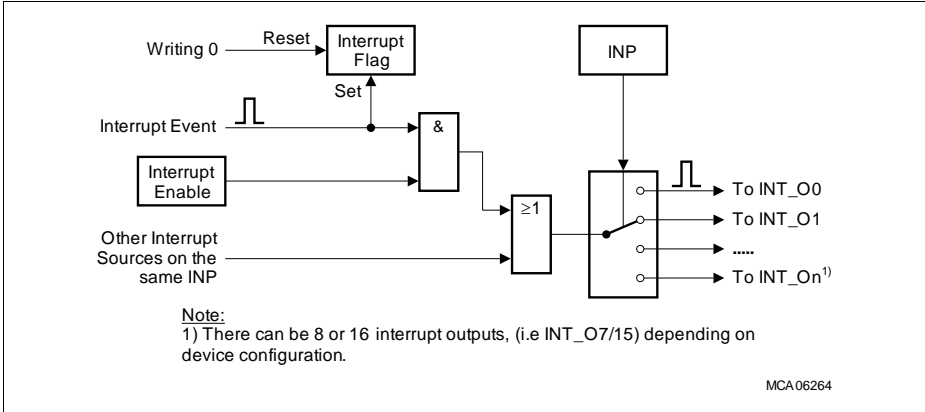 Writing 0
Reset
Interrupt
Flag
INP
Set
Interrupt Event
&
Interrupt
Enable
≥1
Other Interrupt
Sources on the
same INP
To INT_O0
To INT_O1
.....
To INT_On1)
Note:
1) There can be 8 or 16 interrupt outputs, (i.e INT_O7/15) depending on
device configuration.
MCA06264